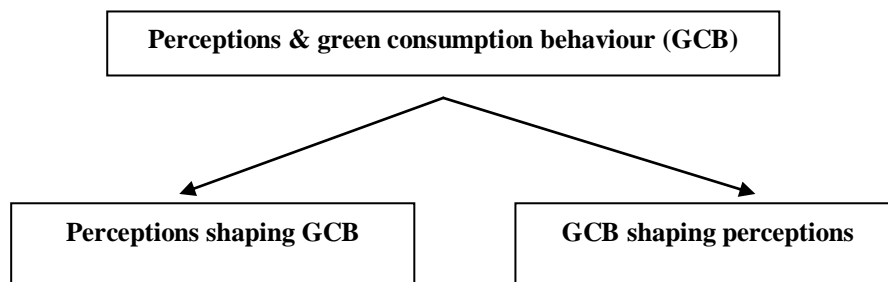 Perceptions & green consumption behaviour (GCB)
Perceptions shaping GCB
GCB shaping perceptions